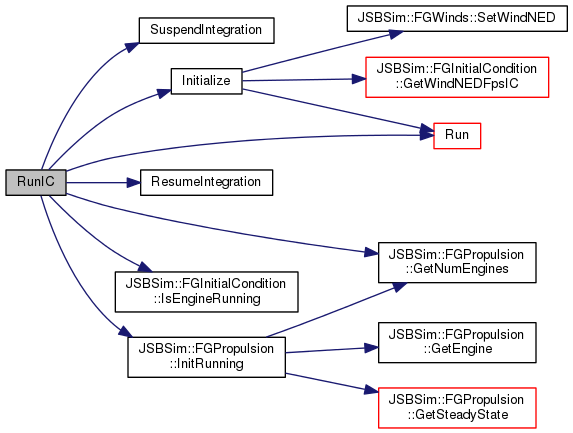 JSBSim::FGWinds::SetWindNED
SuspendIntegration
Initialize
JSBSim::FGInitialCondition
::GetWindNEDFpsIC
Run
RunIC
ResumeIntegration
JSBSim::FGPropulsion
::GetNumEngines
JSBSim::FGInitialCondition
::IsEngineRunning
JSBSim::FGPropulsion
::InitRunning
JSBSim::FGPropulsion
::GetEngine
JSBSim::FGPropulsion
::GetSteadyState